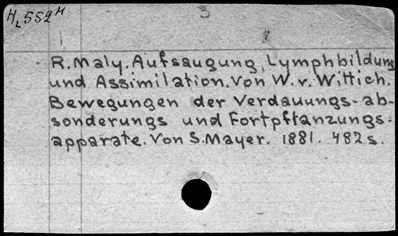 H₂552ᴴ
3
R. Maly. Aufsaugung, Lymphbildung
und Assimilation. Von W. v. Wittich.
Bewegungen der Verdauungs-ab-
sonderungs und Fortpflanzungs-
apparate. Von S. Mayer. 1881. 482 s.